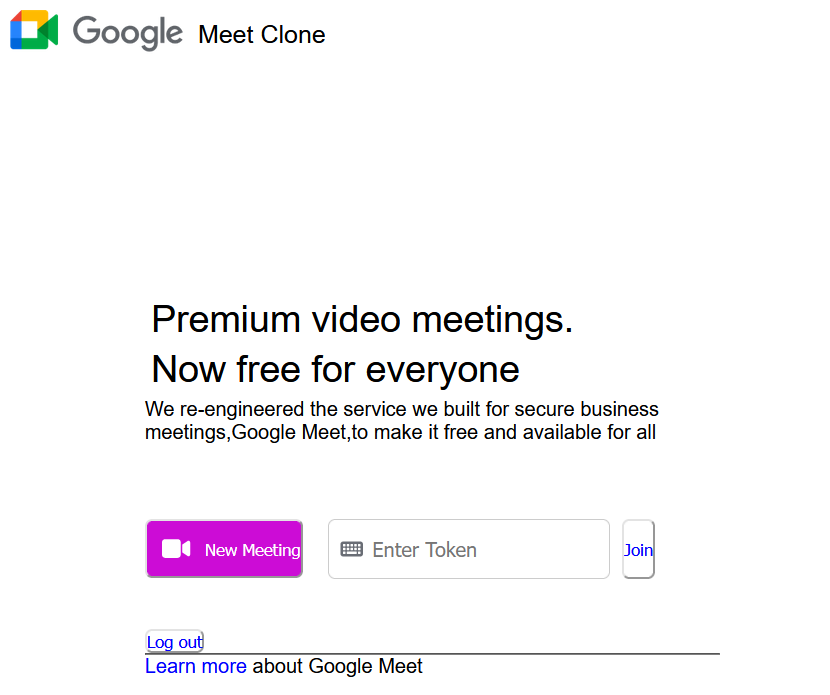 Google Meet Clone
Premium video meetings.
Now free for everyone
We re-engineered the service we built for secure business
meetings,Google Meet,to make it free and available for all
New Meeting
Enter Token
Join
Log out
Learn more about Google Meet